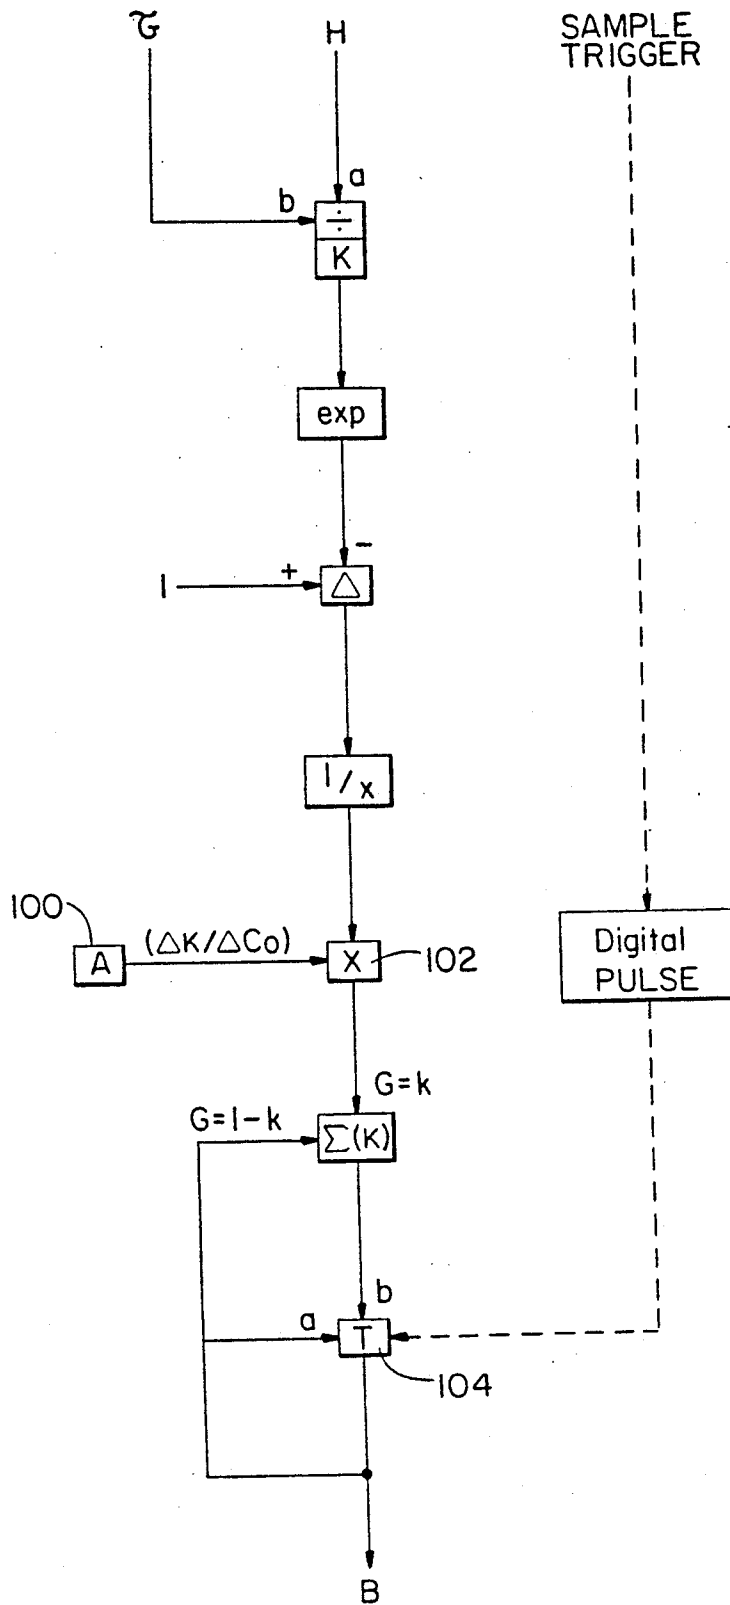 τ
H
SAMPLE
TRIGGER
a
b
÷
K
exp
-
+
1
△
1/x
100
(△K/△Co)
A
X
102
Digital
PULSE
G=k
G=1-k
Σ(K)
b
a
T
104
B